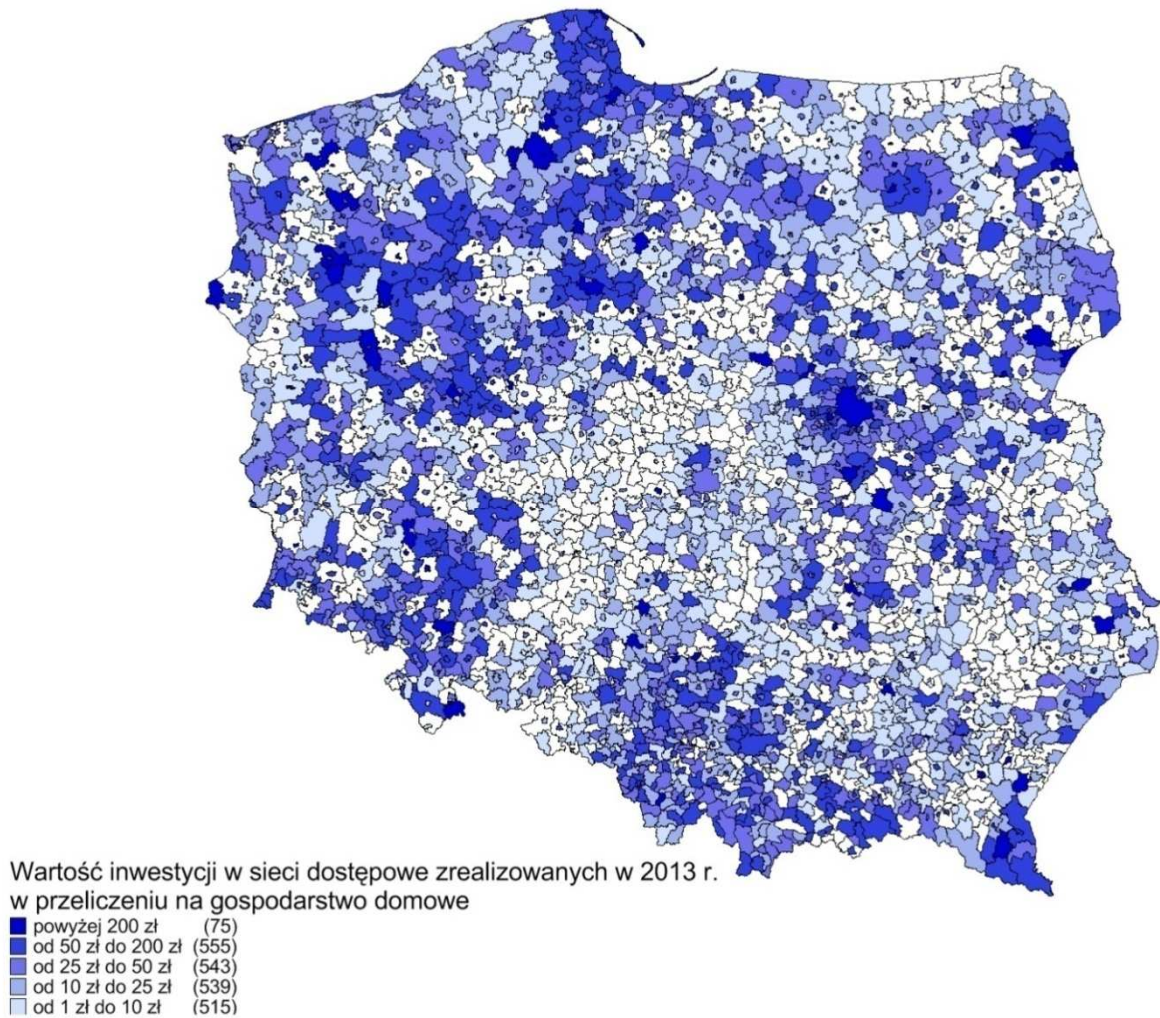 Wartość inwestycji w sieci dostępowe zrealizowanych w 2013 r.
w przeliczeniu na gospodarstwo domowe
powyżej 200 zł (75)
od 50 zł do 200 zł (555)
od 25 zł do 50 zł (543)
od 10 zł do 25 zł (539)
od 1 zł do 10 zł (515)